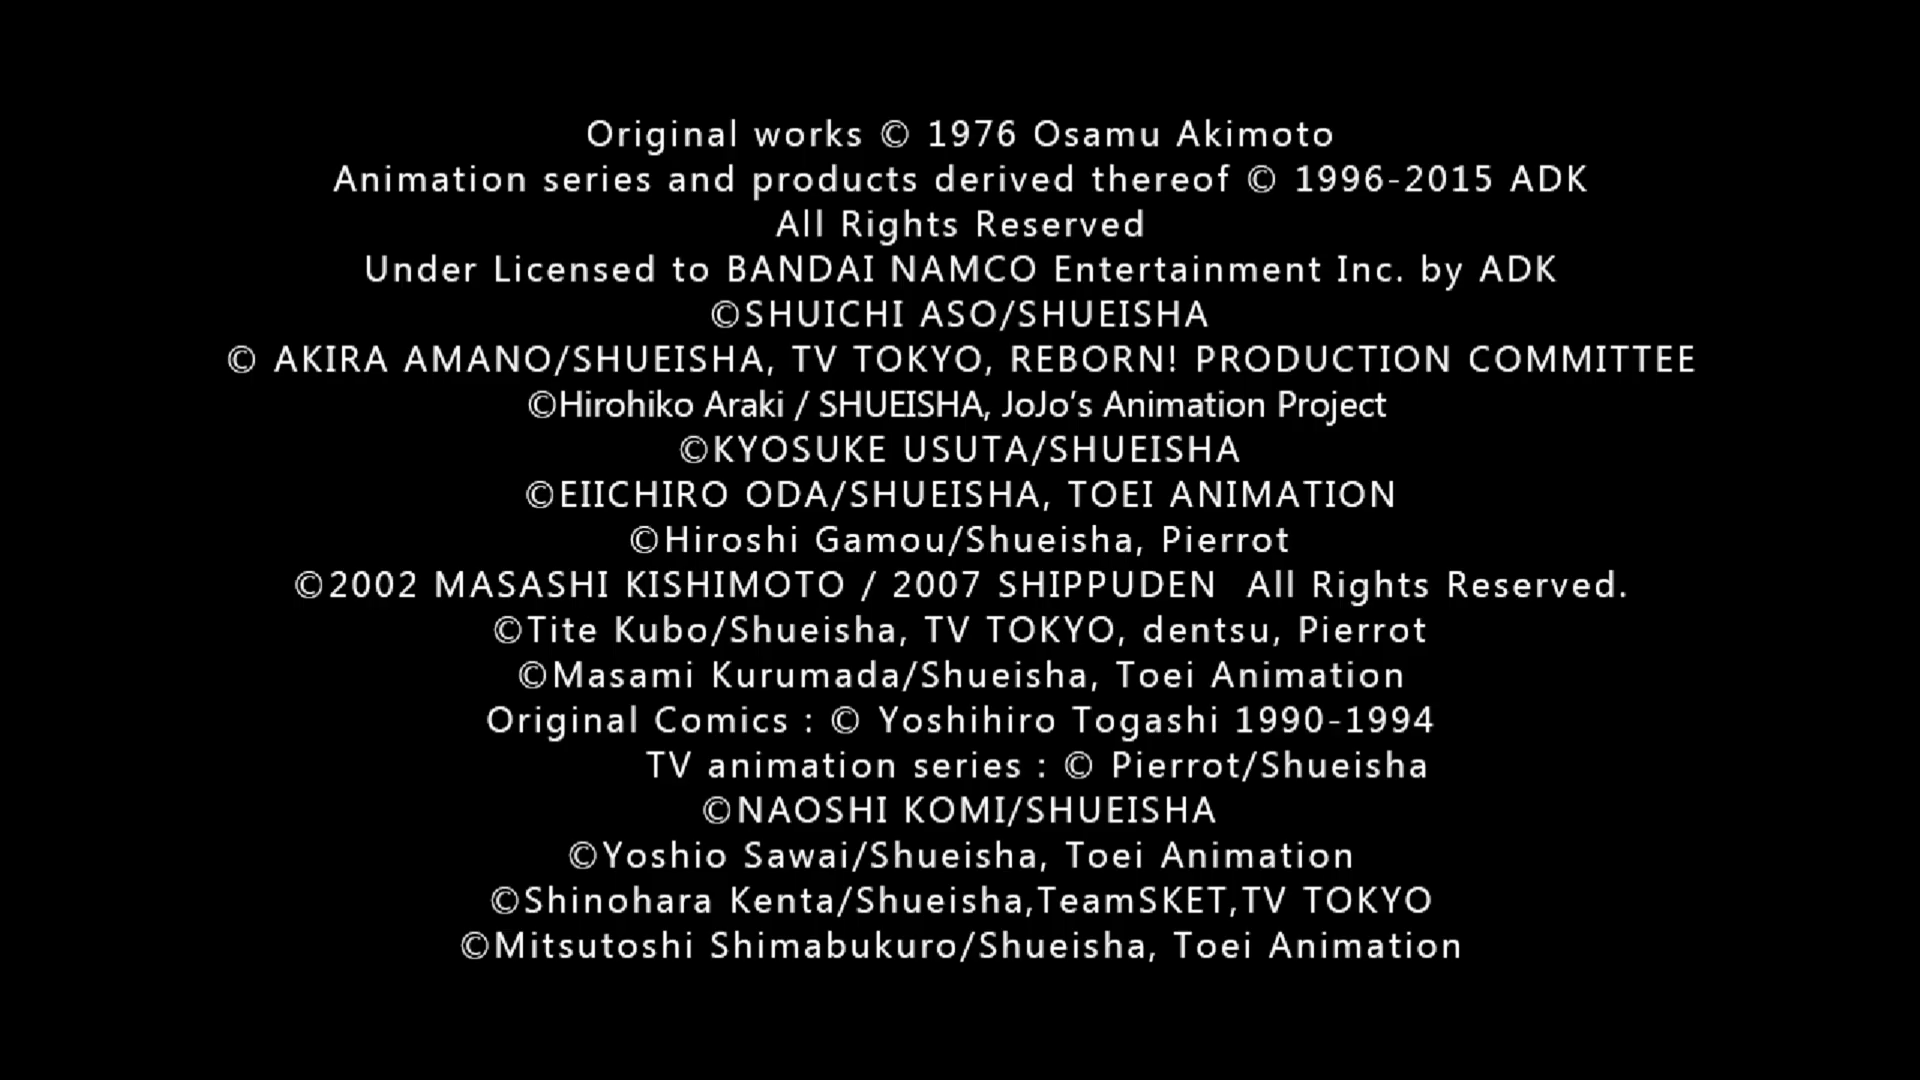 Original works © 1976 Osamu Akimoto
Animation series and products derived thereof © 1996-2015 ADK
All Rights Reserved
Under Licensed to BANDAI NAMCO Entertainment Inc. by ADK
©SHUICHI ASO/SHUEISHA
© AKIRA AMANO/SHUEISHA, TV TOKYO, REBORN! PRODUCTION COMMITTEE
©Hirohiko Araki / SHUEISHA, JoJo’s Animation Project
©KYOSUKE USUTA/SHUEISHA
©EIICHIRO ODA/SHUEISHA, TOEI ANIMATION
©Hiroshi Gamou/Shueisha, Pierrot
©2002 MASASHI KISHIMOTO / 2007 SHIPPUDEN  All Rights Reserved.
©Tite Kubo/Shueisha, TV TOKYO, dentsu, Pierrot
©Masami Kurumada/Shueisha, Toei Animation
Original Comics : © Yoshihiro Togashi 1990-1994
TV animation series : © Pierrot/Shueisha
©NAOSHI KOMI/SHUEISHA
©Yoshio Sawai/Shueisha, Toei Animation
©Shinohara Kenta/Shueisha,TeamSKET,TV TOKYO
©Mitsutoshi Shimabukuro/Shueisha, Toei Animation